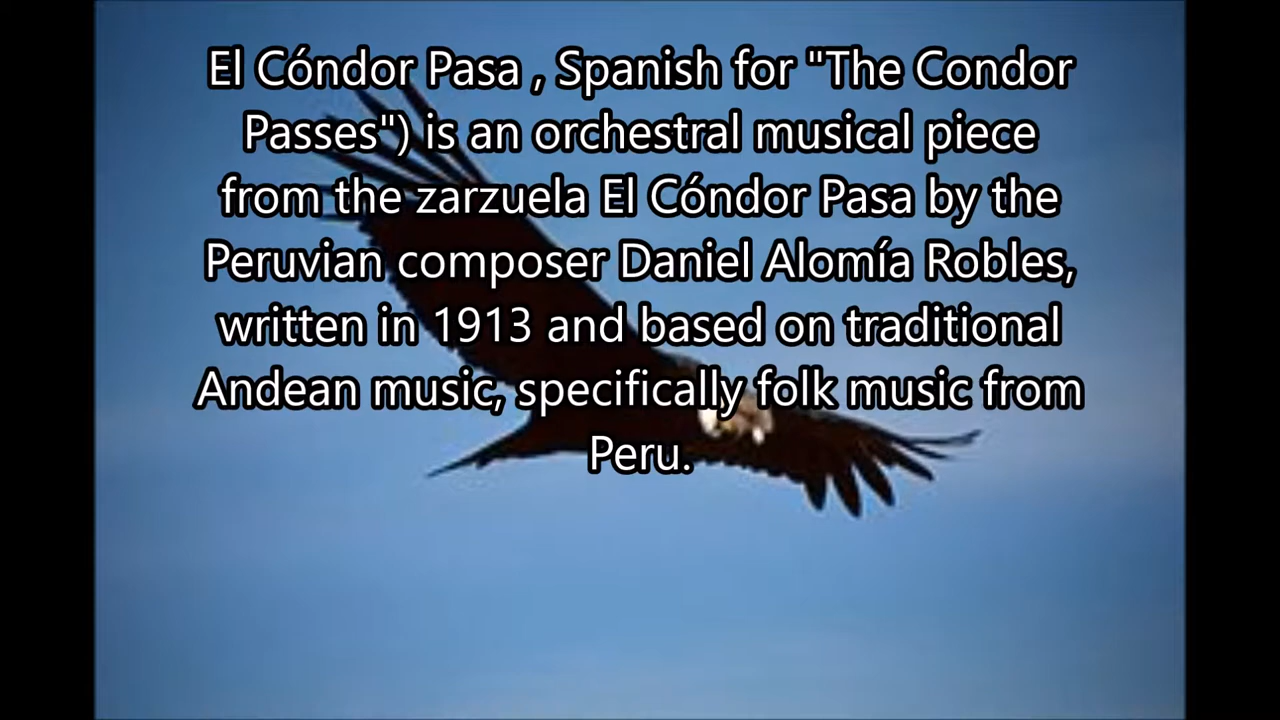 El Cóndor Pasa , Spanish for "The Condor
Passes") is an orchestral musical piece
from the zarzuela El Cóndor Pasa by the
Peruvian composer Daniel Alomía Robles,
written in 1913 and based on traditional
Andean music, specifically folk music from
Peru.